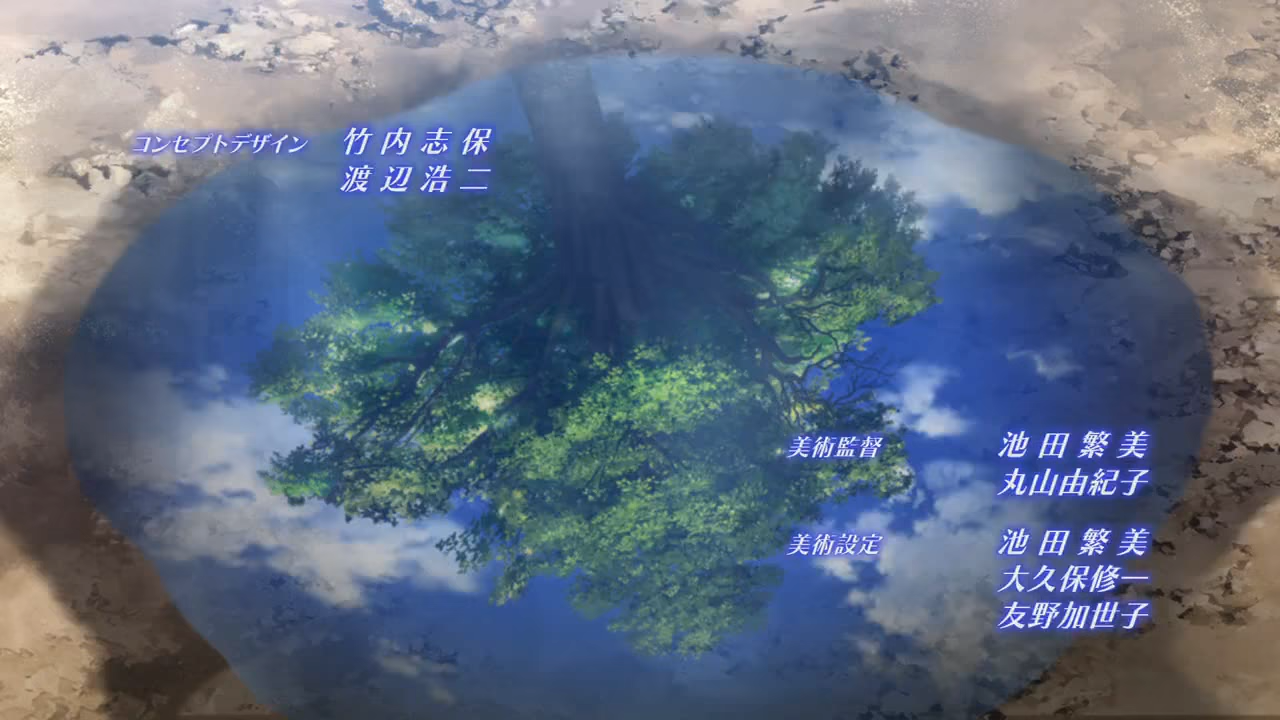 コンセプトデザイン 竹内志保
渡辺浩二
美術監督 池田繁美
丸山由紀子
美術設定 池田繁美
大久保修一
友野加世子